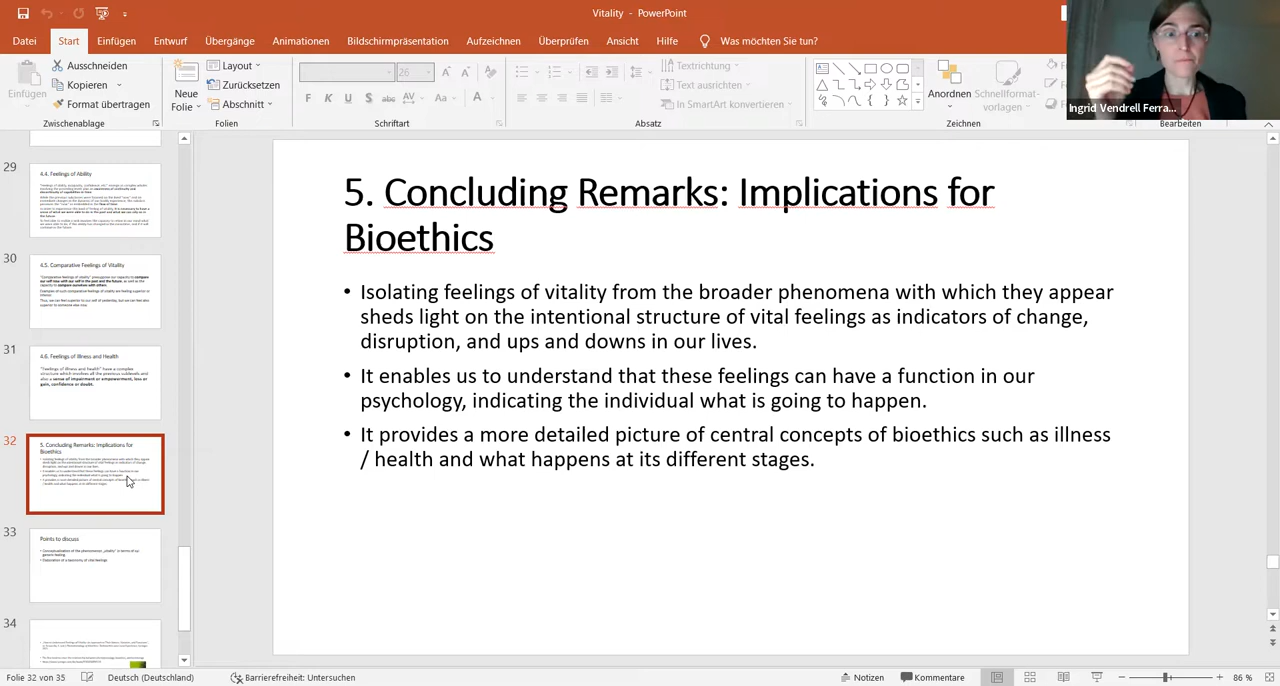 Vitality - PowerPoint
Datei Start Einfügen Entwurf Übergänge Animationen Bildschirmpräsentation Aufzeichnen Überprüfen Ansicht Hilfe Was möchten Sie tun?
Einfügen
Ausschneiden
Kopieren
Format übertragen
Zwischenablage
Neue Folie
Layout
Zurücksetzen
Abschnitt
Folien
26
F K U S abc AV Aa A
Schriftart
Textrichtung
Text ausrichten
In SmartArt konvertieren
Absatz
Anordnen
Schnellformat-
vorlagen
Zeichnen
Bearbeiten
Ingrid Vendrell Ferra...
29
4.4. Feelings of Ability
30
4.5. Comparative Feelings of Vitality
31
4.6. Feelings of Illness and Health
32
5. Concluding Remarks: Implications for
Bioethics
33
Points to discuss
34
5. Concluding Remarks: Implications for
Bioethics
• Isolating feelings of vitality from the broader phenomena with which they appear
sheds light on the intentional structure of vital feelings as indicators of change,
disruption, and ups and downs in our lives.
• It enables us to understand that these feelings can have a function in our
psychology, indicating the individual what is going to happen.
• It provides a more detailed picture of central concepts of bioethics such as illness
/ health and what happens at its different stages.
Folie 32 von 35 Deutsch (Deutschland) Barrierefreiheit: Untersuchen Notizen Kommentare 86 %